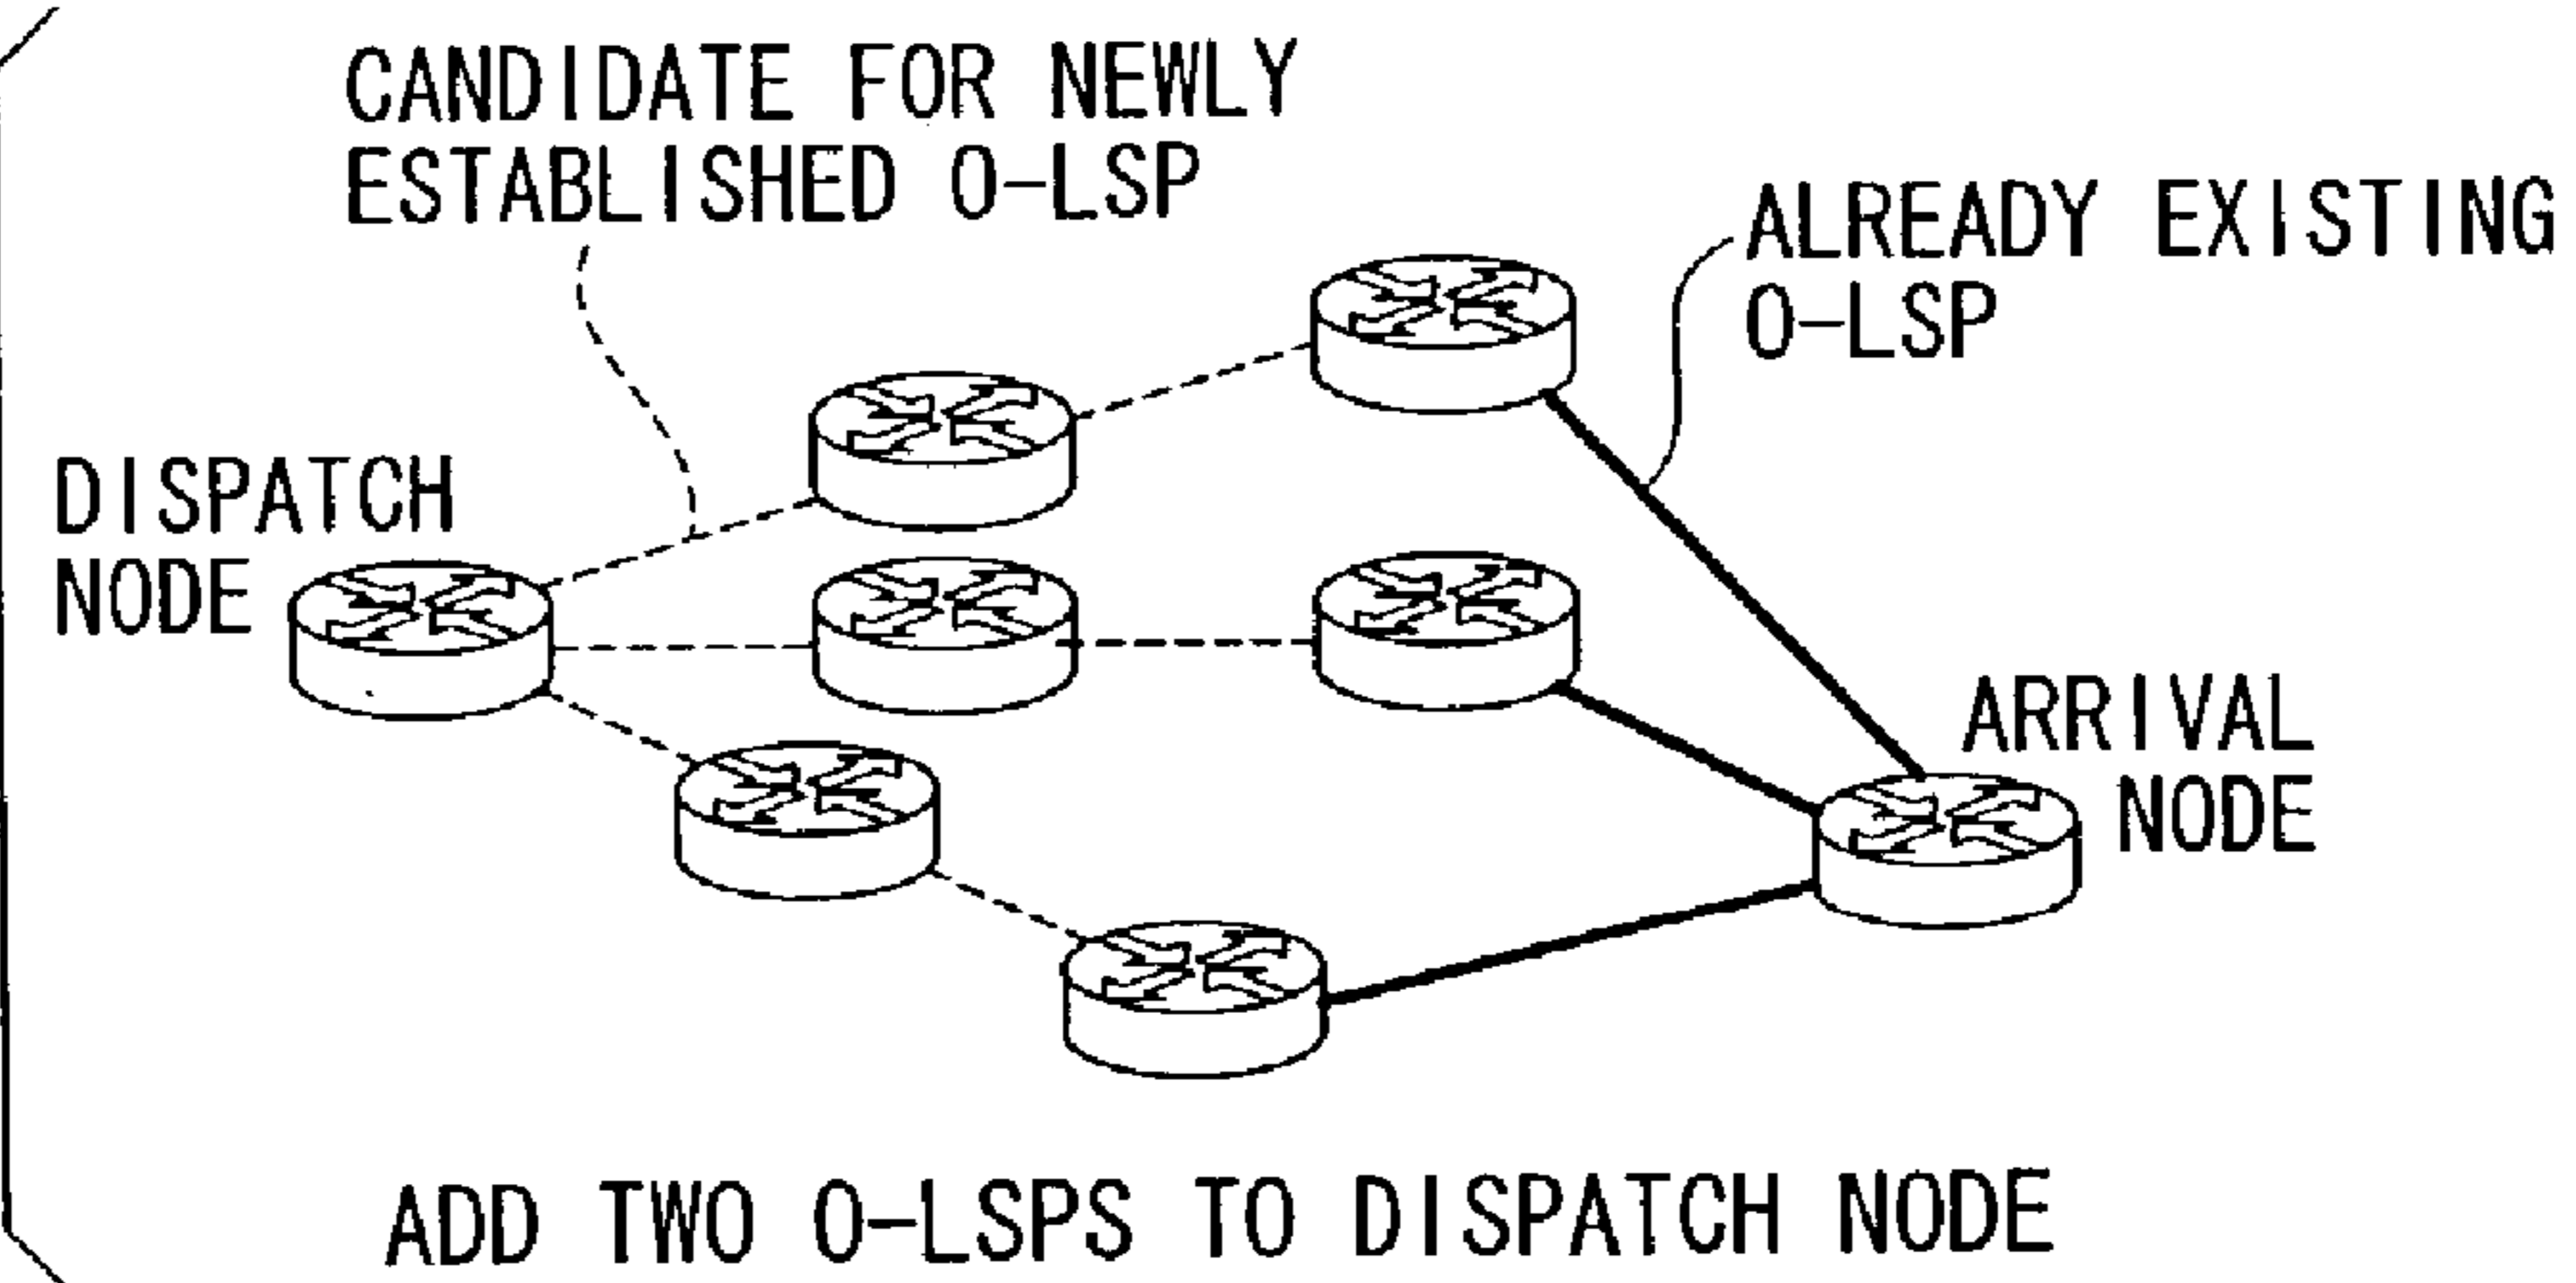 CANDIDATE FOR NEWLY
ESTABLISHED O-LSP
ALREADY EXISTING
O-LSP
DISPATCH
NODE
ARRIVAL
NODE
ADD TWO O-LSPS TO DISPATCH NODE